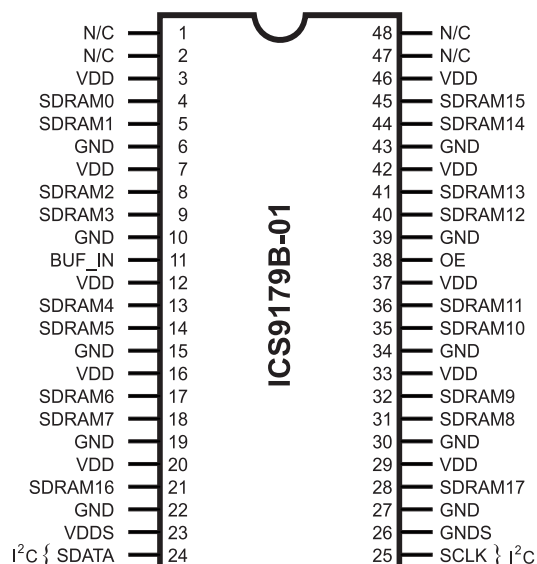 N/C 1 48 N/C
N/C 2 47 N/C
VDD 3 46 VDD
SDRAM0 4 45 SDRAM15
SDRAM1 5 44 SDRAM14
GND 6 43 GND
VDD 7 42 VDD
SDRAM2 8 41 SDRAM13
SDRAM3 9 40 SDRAM12
GND 10 39 GND
BUF_IN 11 38 OE
VDD 12 37 VDD
SDRAM4 13 36 SDRAM11
SDRAM5 14 35 SDRAM10
GND 15 34 GND
VDD 16 33 VDD
SDRAM6 17 32 SDRAM9
SDRAM7 18 31 SDRAM8
GND 19 30 GND
VDD 20 29 VDD
SDRAM16 21 28 SDRAM17
GND 22 27 GND
VDDS 23 26 GNDS
I²C { SDATA 24 25 SCLK } I²C
ICS9179B-01